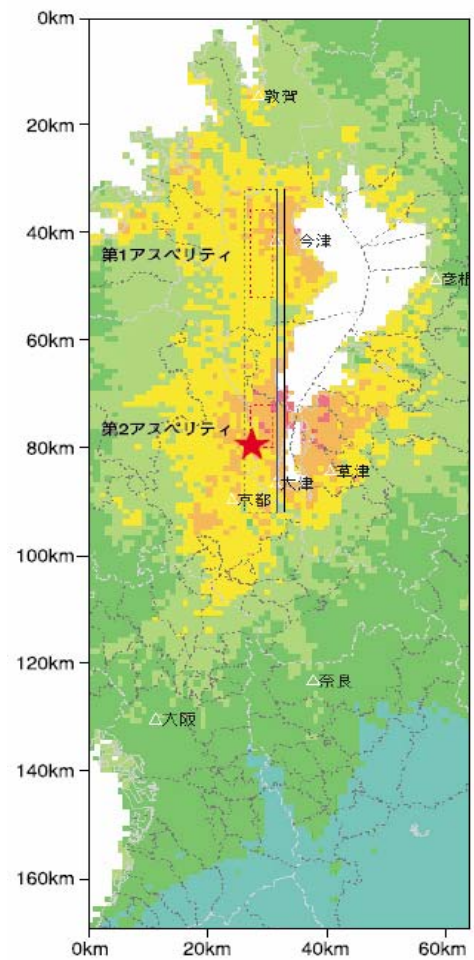 0km
敦賀
20km
40km
今津
第1アスペリティ
彦根
60km
第2アスペリティ
80km
草津
大津
京都
100km
120km
奈良
大阪
140km
160km
0km
20km
40km
60km